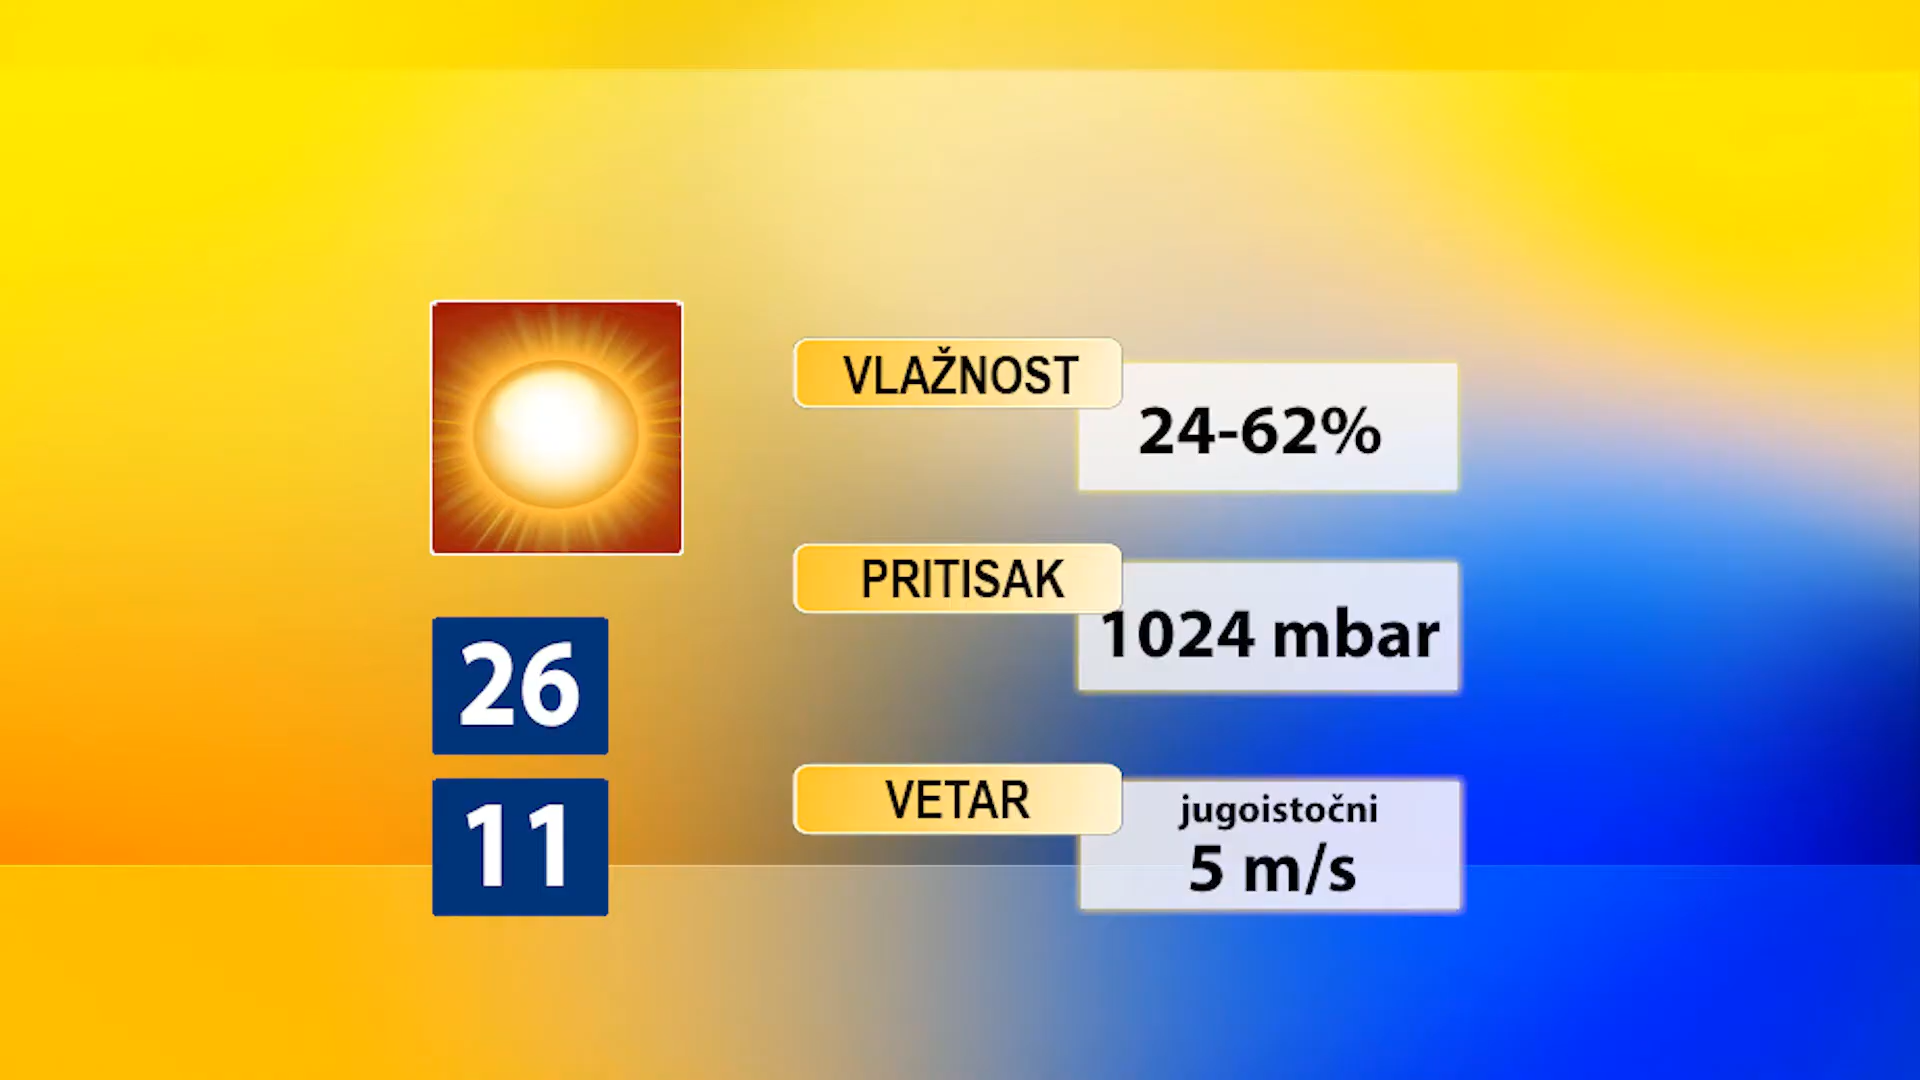 VLAŽNOST
24-62%
PRITISAK
1024 mbar
26
VETAR
jugoistočni
5 m/s
11